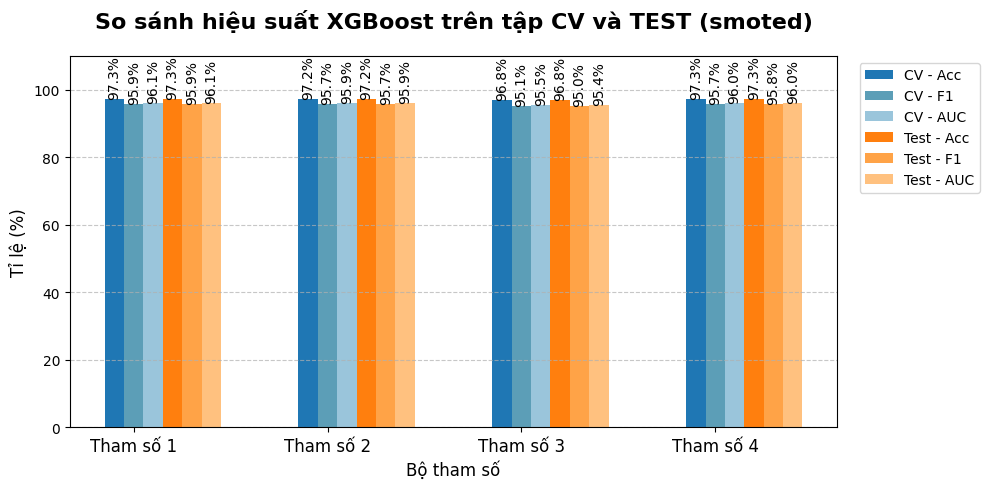 So sánh hiệu suất XGBoost trên tập CV và TEST (smoted)
97.3%
95.9%
96.1%
97.3%
95.9%
96.1%
97.2%
95.7%
95.9%
97.2%
95.7%
95.9%
96.8%
95.1%
95.5%
96.8%
95.0%
95.4%
97.3%
95.7%
96.0%
97.3%
95.8%
96.0%
CV - Acc
CV - F1
CV - AUC
Test - Acc
Test - F1
Test - AUC
Tỉ lệ (%)
100
80
60
40
20
0
Tham số 1
Tham số 2
Tham số 3
Tham số 4
Bộ tham số